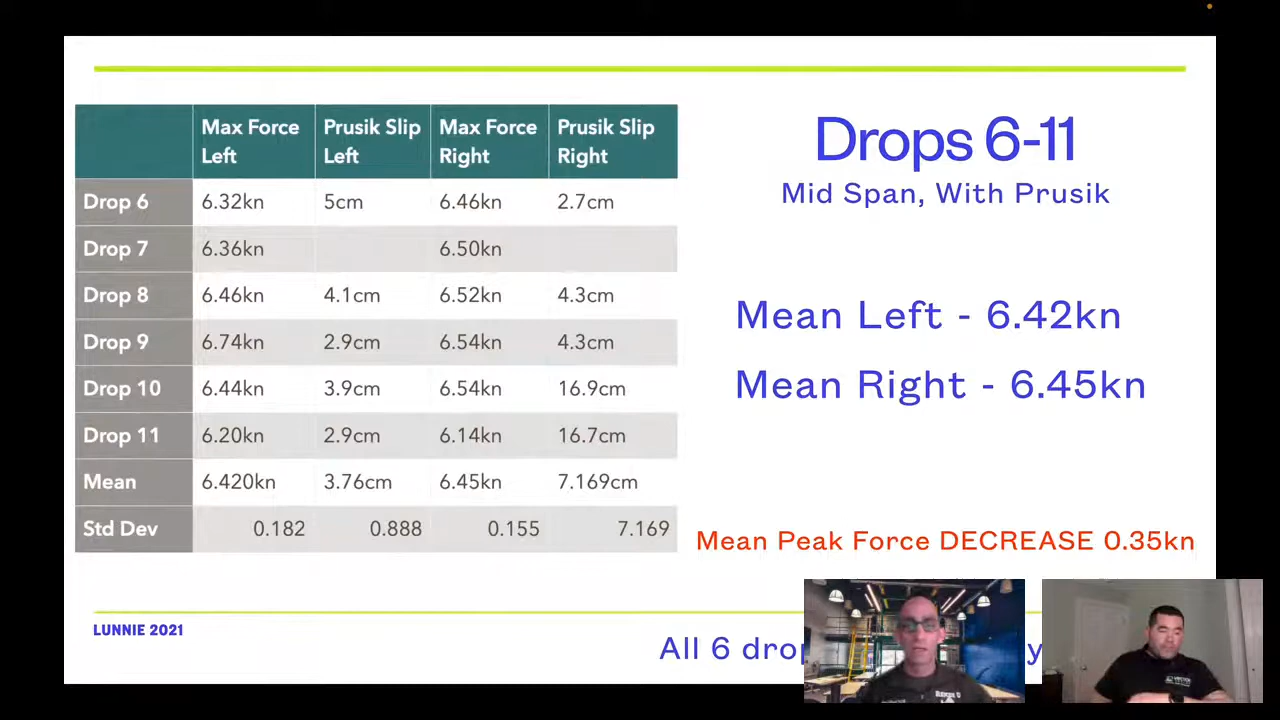 Max Force Left Prusik Slip Left Max Force Right Prusik Slip Right
Drop 6 6.32kn 5cm 6.46kn 2.7cm
Drop 7 6.36kn 6.50kn
Drop 8 6.46kn 4.1cm 6.52kn 4.3cm
Drop 9 6.74kn 2.9cm 6.54kn 4.3cm
Drop 10 6.44kn 3.9cm 6.54kn 16.9cm
Drop 11 6.20kn 2.9cm 6.14kn 16.7cm
Mean 6.420kn 3.76cm 6.45kn 7.169cm
Std Dev 0.182 0.888 0.155 7.169
Drops 6-11
Mid Span, With Prusik
Mean Left - 6.42kn
Mean Right - 6.45kn
Mean Peak Force DECREASE 0.35kn
LUNNIE 2021
All 6